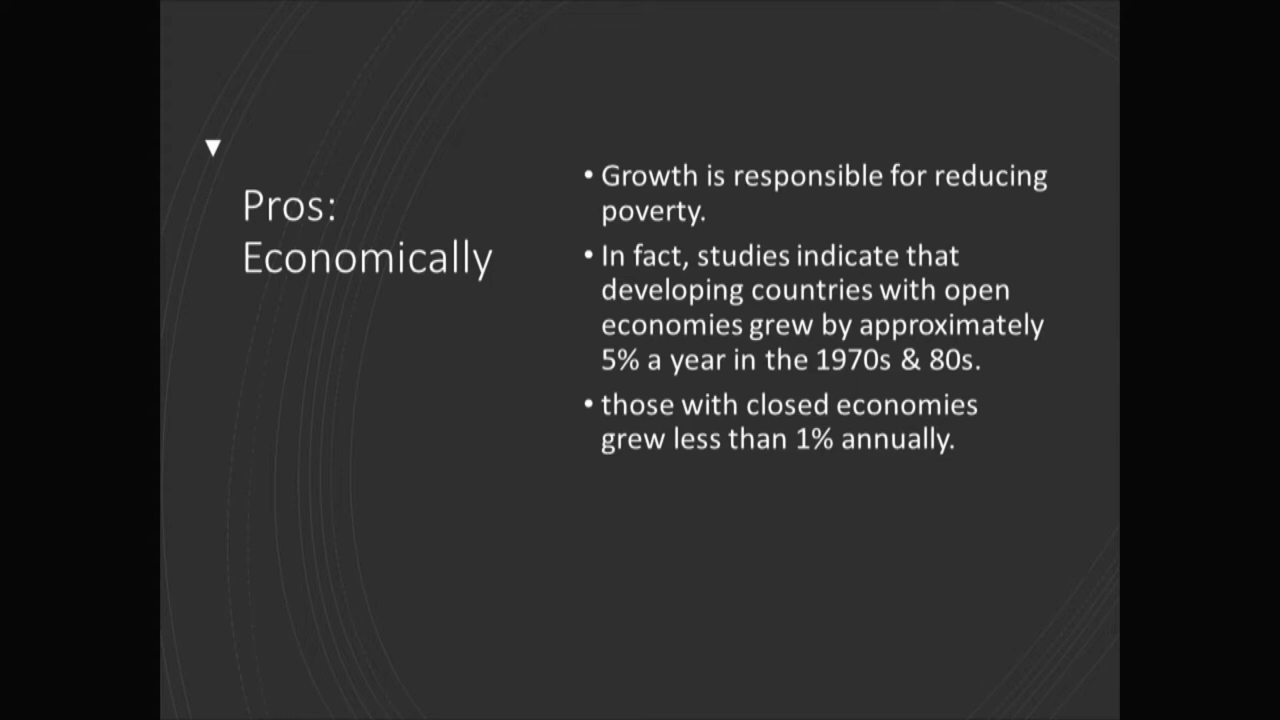 Pros:
Economically
• Growth is responsible for reducing
poverty.
• In fact, studies indicate that
developing countries with open
economies grew by approximately
5% a year in the 1970s & 80s.
• those with closed economies
grew less than 1% annually.